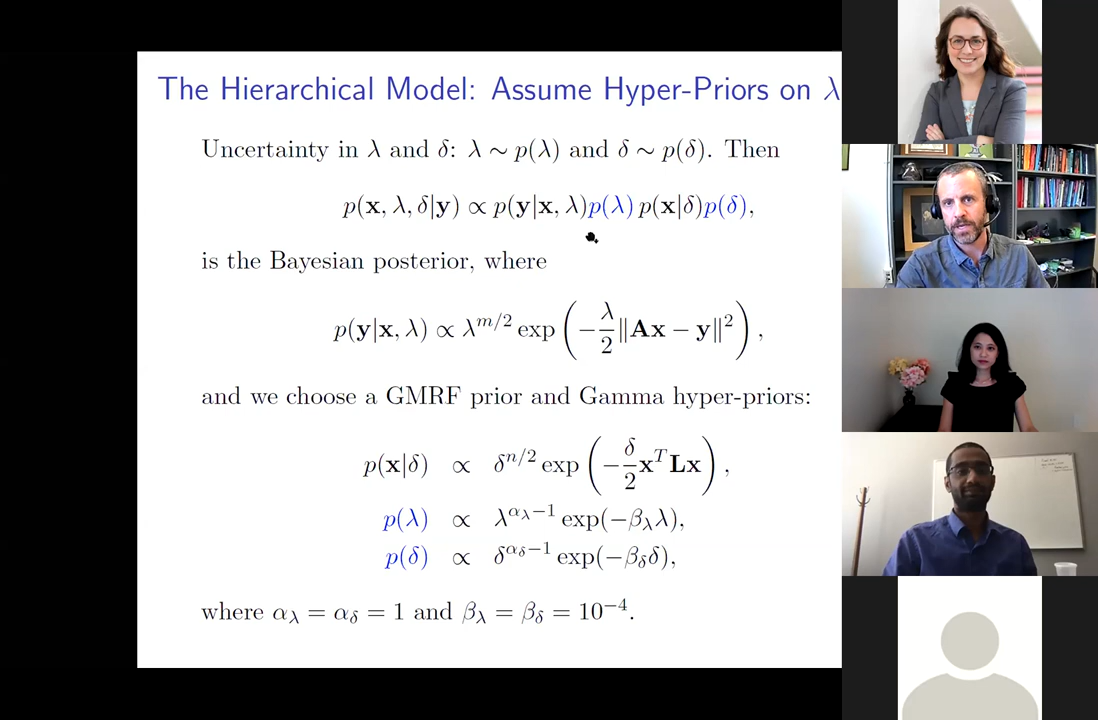 The Hierarchical Model: Assume Hyper-Priors on λ
Uncertainty in λ and δ: λ ∼ p(λ) and δ ∼ p(δ). Then
p(x, λ, δ|y) ∝ p(y|x, λ)p(λ) p(x|δ)p(δ),
is the Bayesian posterior, where
p(y|x, λ) ∝ λ^{m/2} exp(−λ/2 ‖Ax − y‖²),
and we choose a GMRF prior and Gamma hyper-priors:
p(x|δ) ∝ δ^{n/2} exp(−δ/2 x^T Lx),
p(λ) ∝ λ^{α_λ−1} exp(−β_λ λ),
p(δ) ∝ δ^{α_δ−1} exp(−β_δ δ),
where α_λ = α_δ = 1 and β_λ = β_δ = 10^{−4}.